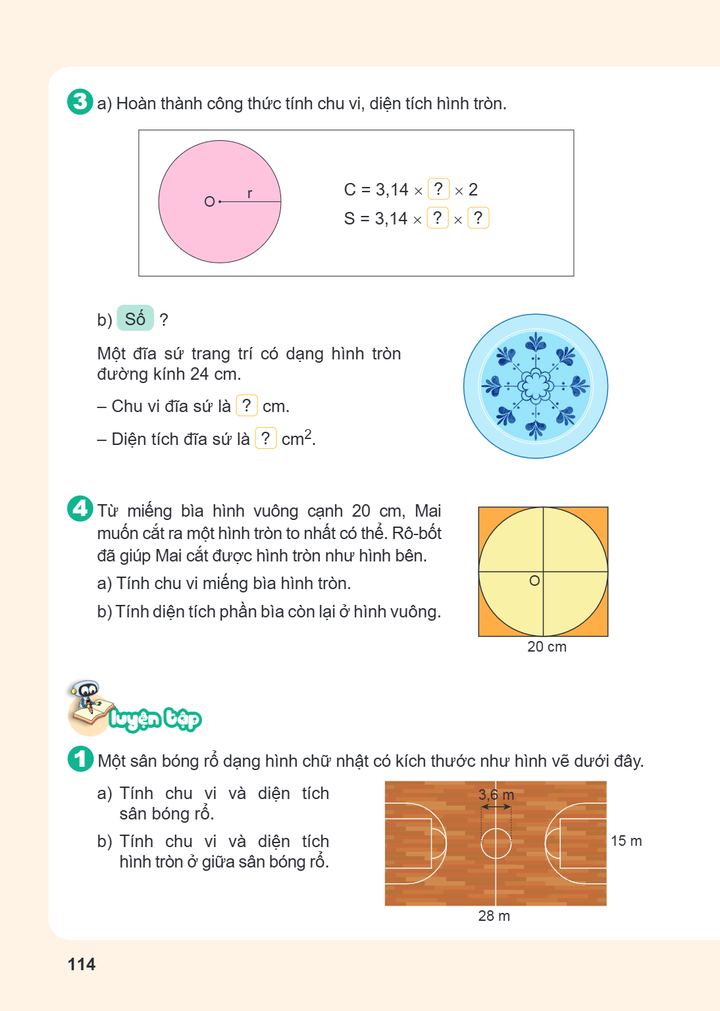 3 a) Hoàn thành công thức tính chu vi, diện tích hình tròn.
O r
C = 3,14 × ? × 2
S = 3,14 × ? × ?
b) Số ?
Một đĩa sứ trang trí có dạng hình tròn
đường kính 24 cm.
– Chu vi đĩa sứ là ? cm.
– Diện tích đĩa sứ là ? cm².
4 Từ miếng bìa hình vuông cạnh 20 cm, Mai
muốn cắt ra một hình tròn to nhất có thể. Rô-bốt
đã giúp Mai cắt được hình tròn như hình bên.
a) Tính chu vi miếng bìa hình tròn.
b) Tính diện tích phần bìa còn lại ở hình vuông.
O
20 cm
luyện tập
1 Một sân bóng rổ dạng hình chữ nhật có kích thước như hình vẽ dưới đây.
a) Tính chu vi và diện tích
sân bóng rổ.
b) Tính chu vi và diện tích
hình tròn ở giữa sân bóng rổ.
3,6 m
15 m
28 m
114